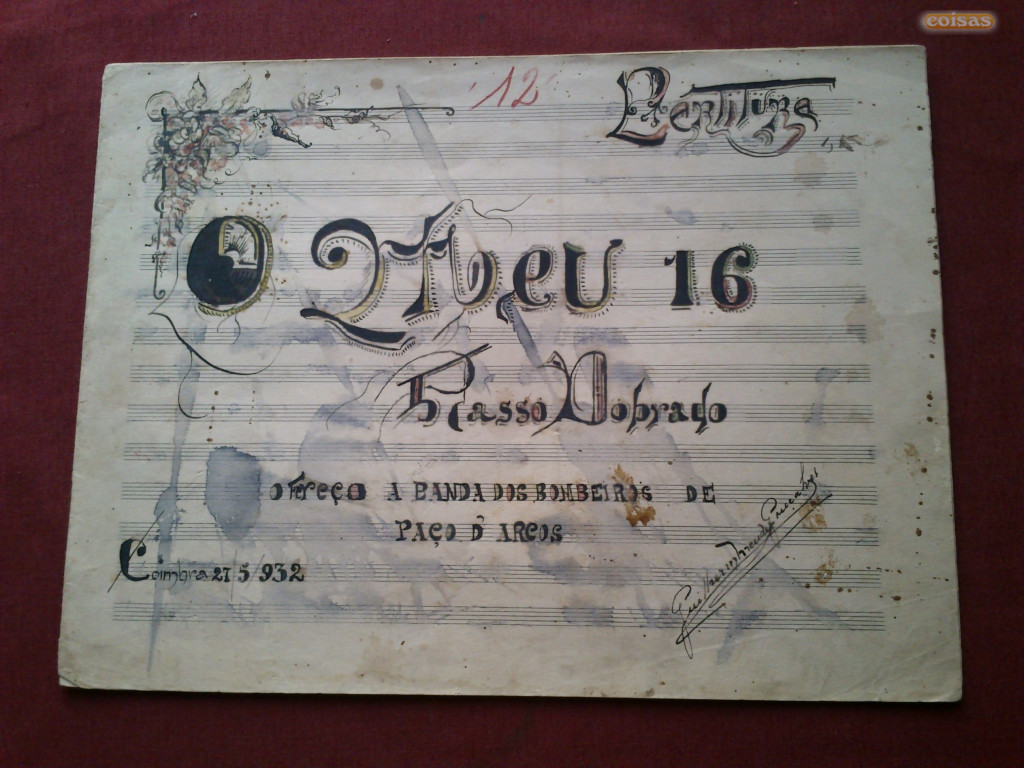 coisas
12
Partitura
O Meu 16
Passo Dobrado
OfEREÇO A BANDA DOS BOMBEIROS DE
PAÇO D'ARCOS
Coimbra 27/5/932